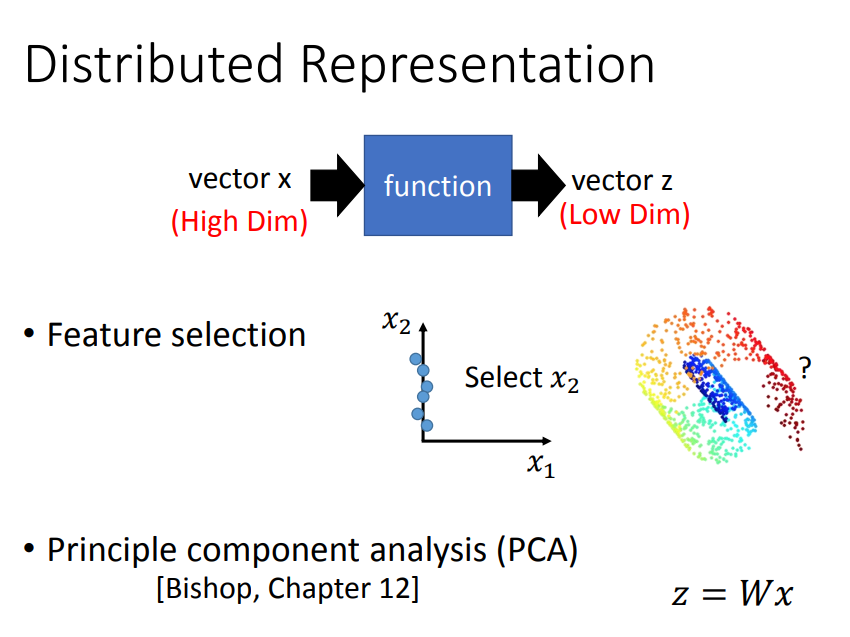 Distributed Representation
vector x
(High Dim)
function
vector z
(Low Dim)
• Feature selection
x₂
Select x₂
x₁
?
• Principle component analysis (PCA)
[Bishop, Chapter 12]
z = Wx